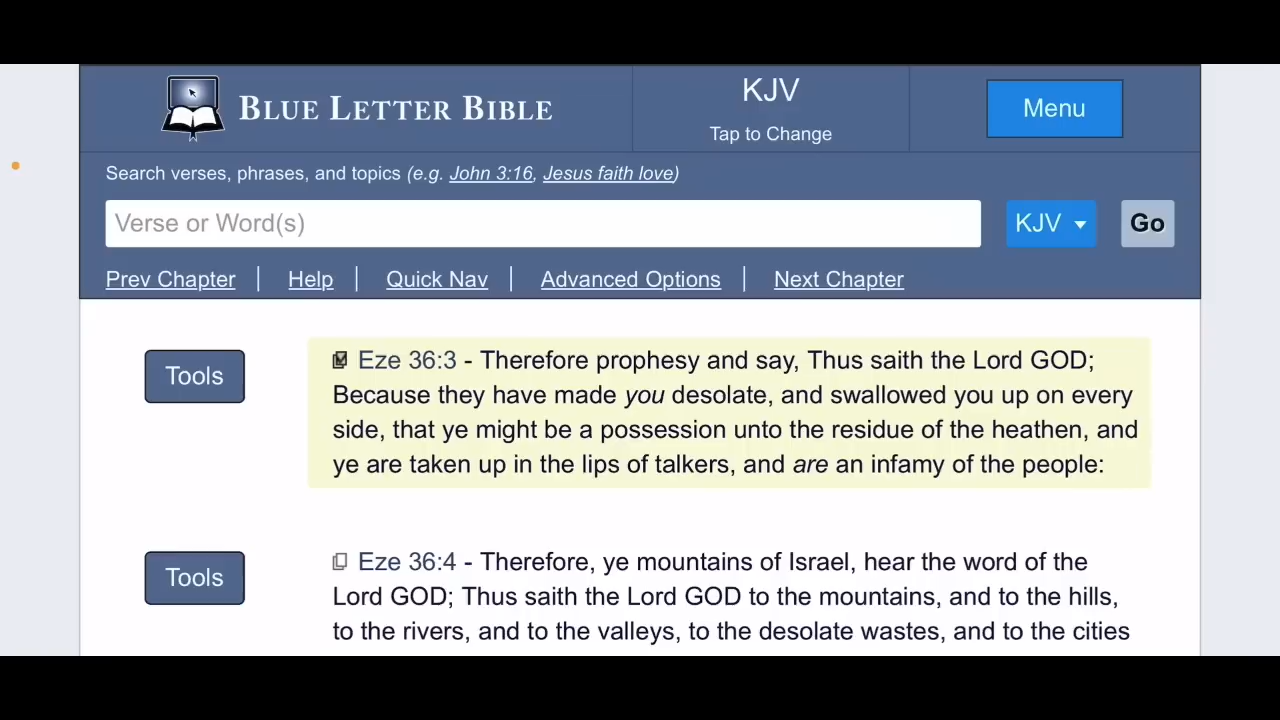 BLUE LETTER BIBLE
KJV
Tap to Change
Menu
Search verses, phrases, and topics (e.g. John 3:16, Jesus faith love)
Verse or Word(s)
KJV
Go
Prev Chapter | Help | Quick Nav | Advanced Options | Next Chapter
Tools
Eze 36:3 - Therefore prophesy and say, Thus saith the Lord GOD;
Because they have made you desolate, and swallowed you up on every
side, that ye might be a possession unto the residue of the heathen, and
ye are taken up in the lips of talkers, and are an infamy of the people:
Tools
Eze 36:4 - Therefore, ye mountains of Israel, hear the word of the
Lord GOD; Thus saith the Lord GOD to the mountains, and to the hills,
to the rivers, and to the valleys, to the desolate wastes, and to the cities